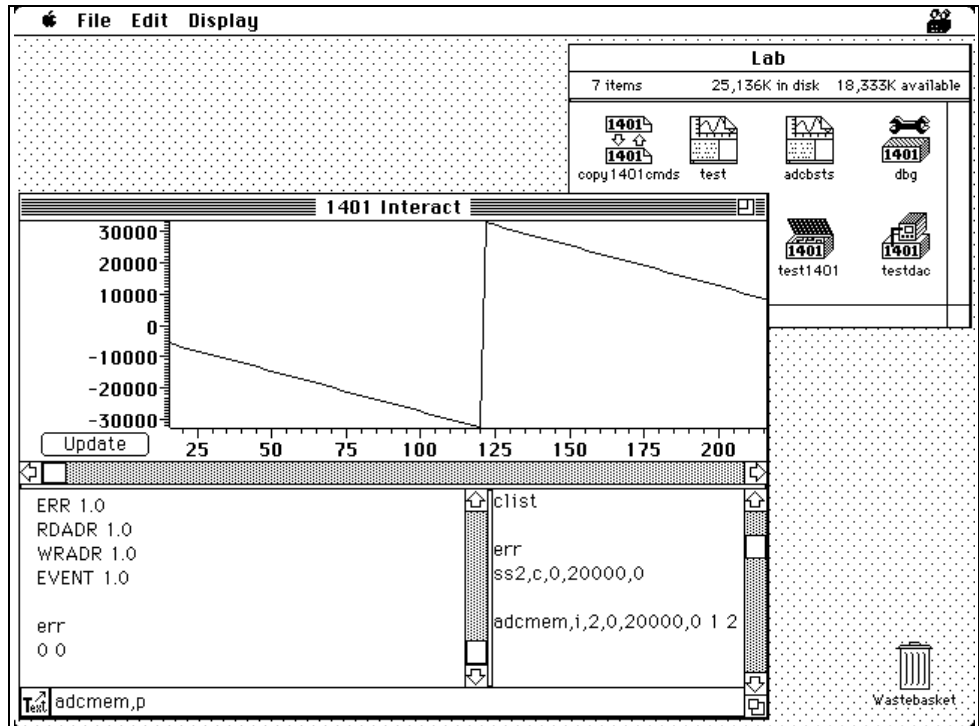 File Edit Display
Lab
7 items 25,136K in disk 18,333K available
1401
1401
copy1401cmds
test
adcbsts
1401
dbg
1401
test1401
1401
testdac
1401 Interact
30000
20000
10000
0
-10000
-20000
-30000
Update
25 50 75 100 125 150 175 200
ERR 1.0
RDADR 1.0
WRADR 1.0
EVENT 1.0
err
0 0
clist
err
ss2,c,0,20000,0
adcmem,i,2,0,20000,0 1 2
Text
adcmem,p
Wastebasket